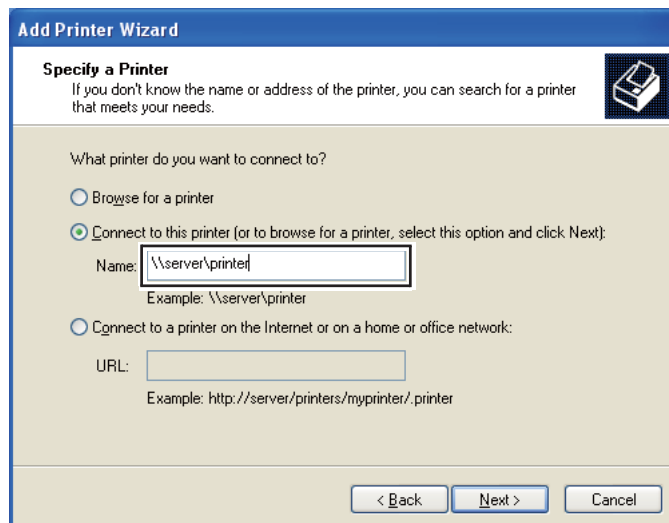 Add Printer Wizard
Specify a Printer
If you don't know the name or address of the printer, you can search for a printer
that meets your needs.
What printer do you want to connect to?
Browse for a printer
Connect to this printer (or to browse for a printer, select this option and click Next):
Name: \\server\printer
Example: \\server\printer
Connect to a printer on the Internet or on a home or office network:
URL:
Example: http://server/printers/myprinter/.printer
< Back Next > Cancel